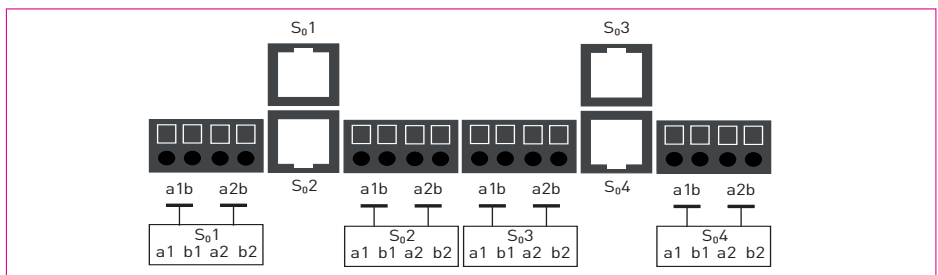 S₀1 S₀3
S₀2 S₀4
a1b a2b a1b a2b a1b a2b a1b a2b
S₀1 S₀2 S₀3 S₀4
a1 b1 a2 b2 a1 b1 a2 b2 a1 b1 a2 b2 a1 b1 a2 b2